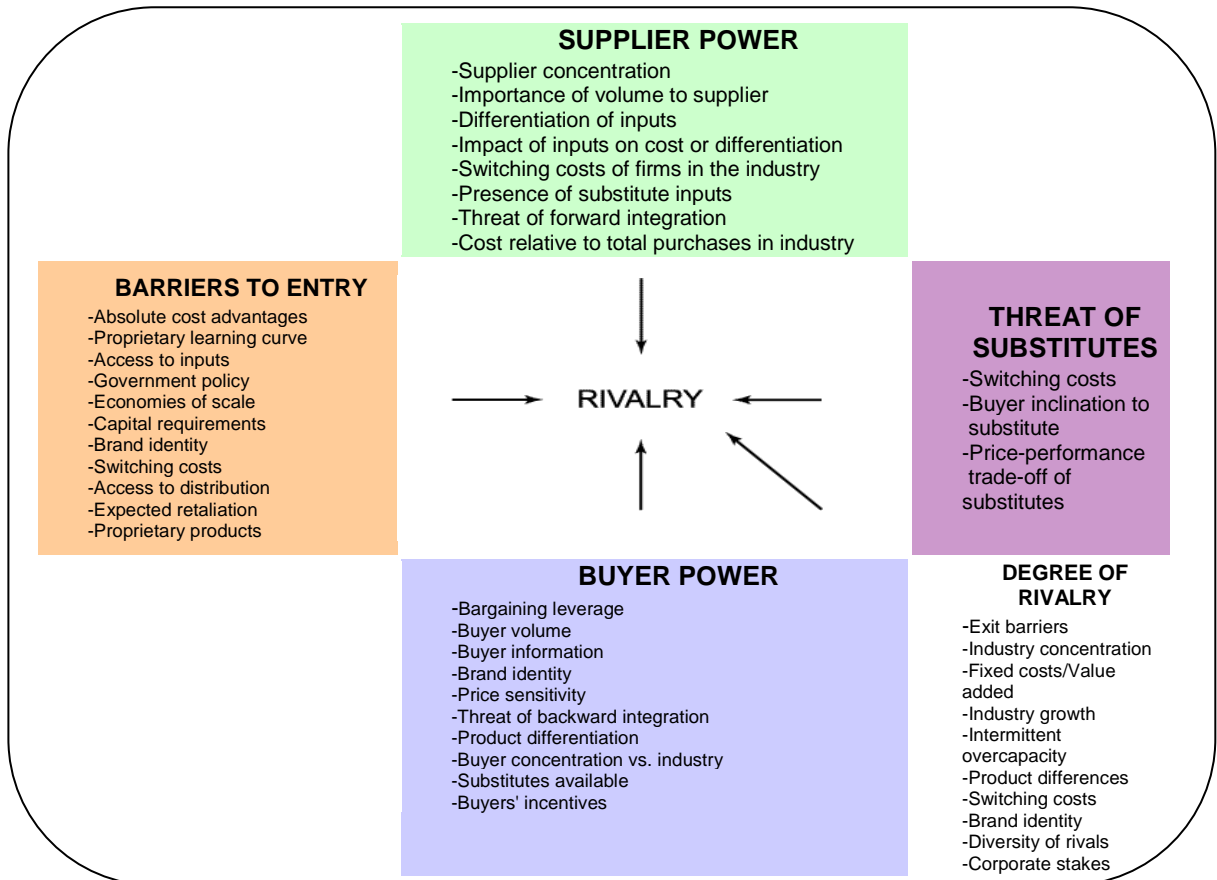 SUPPLIER POWER
-Supplier concentration
-Importance of volume to supplier
-Differentiation of inputs
-Impact of inputs on cost or differentiation
-Switching costs of firms in the industry
-Presence of substitute inputs
-Threat of forward integration
-Cost relative to total purchases in industry
BARRIERS TO ENTRY
-Absolute cost advantages
-Proprietary learning curve
-Access to inputs
-Government policy
-Economies of scale
-Capital requirements
-Brand identity
-Switching costs
-Access to distribution
-Expected retaliation
-Proprietary products
RIVALRY
THREAT OF
SUBSTITUTES
-Switching costs
-Buyer inclination to
substitute
-Price-performance
trade-off of
substitutes
BUYER POWER
-Bargaining leverage
-Buyer volume
-Buyer information
-Brand identity
-Price sensitivity
-Threat of backward integration
-Product differentiation
-Buyer concentration vs. industry
-Substitutes available
-Buyers' incentives
DEGREE OF
RIVALRY
-Exit barriers
-Industry concentration
-Fixed costs/Value
added
-Industry growth
-Intermittent
overcapacity
-Product differences
-Switching costs
-Brand identity
-Diversity of rivals
-Corporate stakes